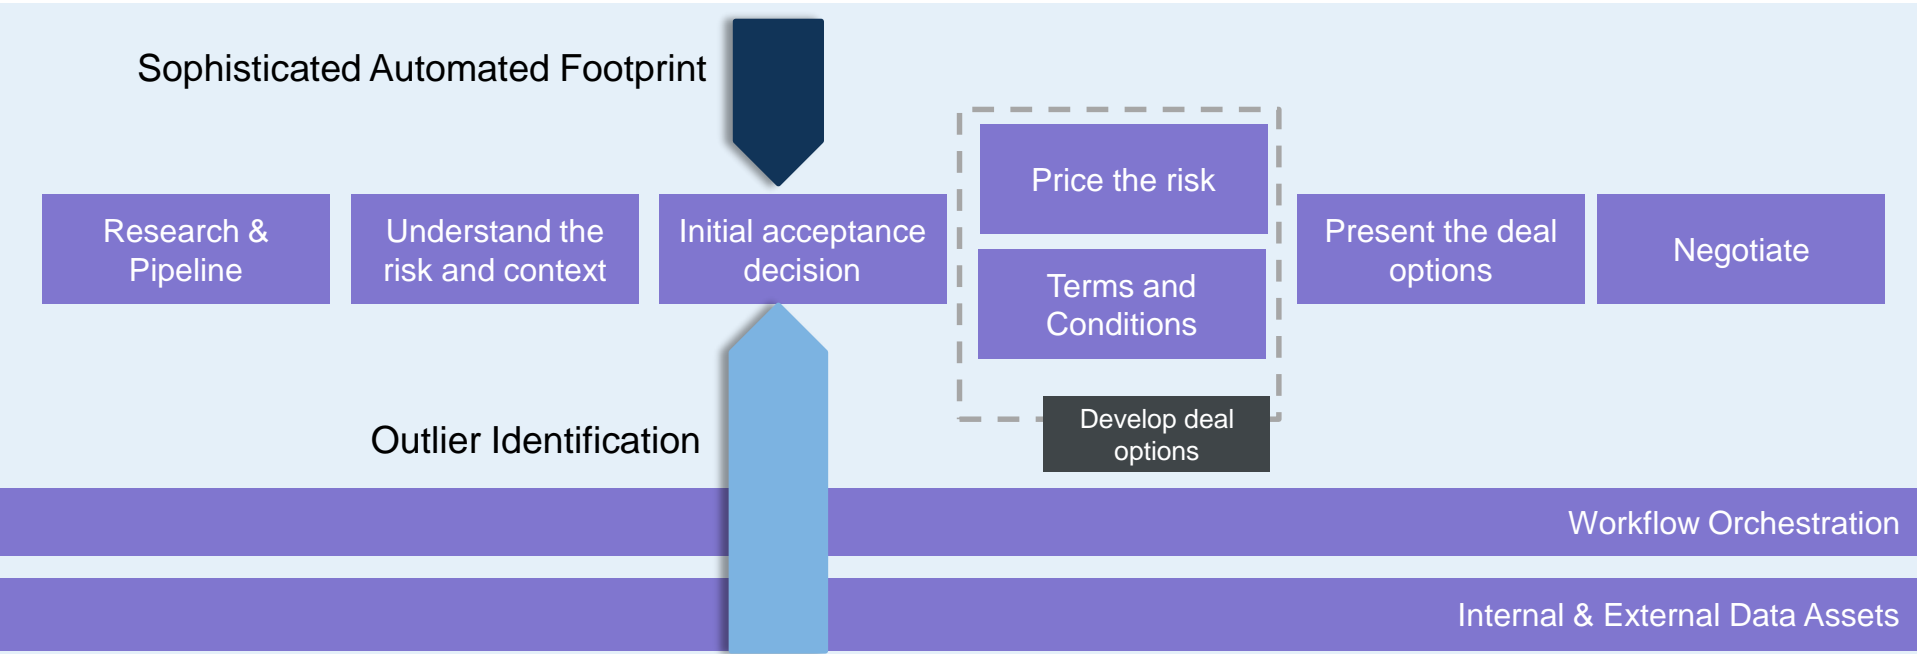 Sophisticated Automated Footprint
Research &
Pipeline
Understand the
risk and context
Initial acceptance
decision
Price the risk
Terms and
Conditions
Develop deal
options
Present the deal
options
Negotiate
Outlier Identification
Workflow Orchestration
Internal & External Data Assets